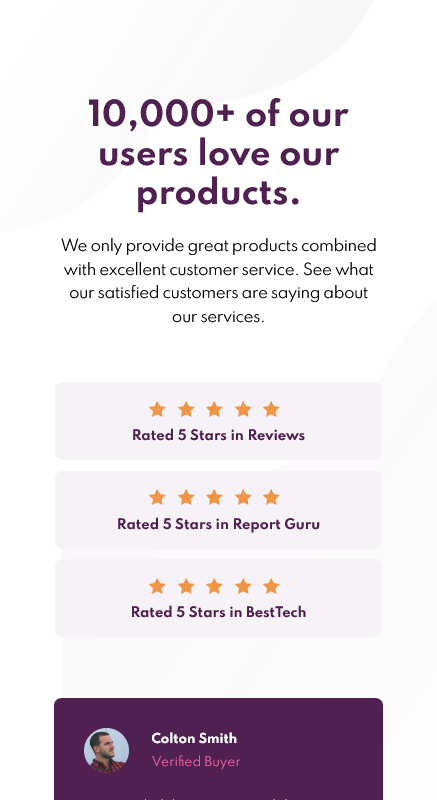 10,000+ of our
users love our
products.
We only provide great products combined
with excellent customer service. See what
our satisfied customers are saying about
our services.
Rated 5 Stars in Reviews
Rated 5 Stars in Report Guru
Rated 5 Stars in BestTech
Colton Smith
Verified Buyer